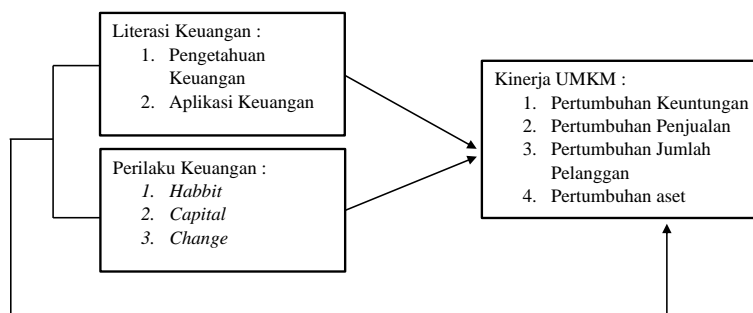 Literasi Keuangan :
1. Pengetahuan
Keuangan
2. Aplikasi Keuangan
Perilaku Keuangan :
1. Habbit
2. Capital
3. Change
Kinerja UMKM :
1. Pertumbuhan Keuntungan
2. Pertumbuhan Penjualan
3. Pertumbuhan Jumlah
Pelanggan
4. Pertumbuhan aset